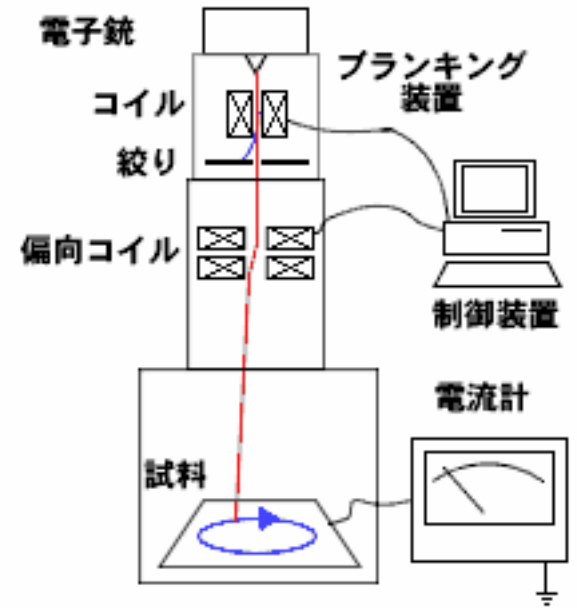 電子銃
ブランキング
装置
コイル
絞り
偏向コイル
制御装置
電流計
試料